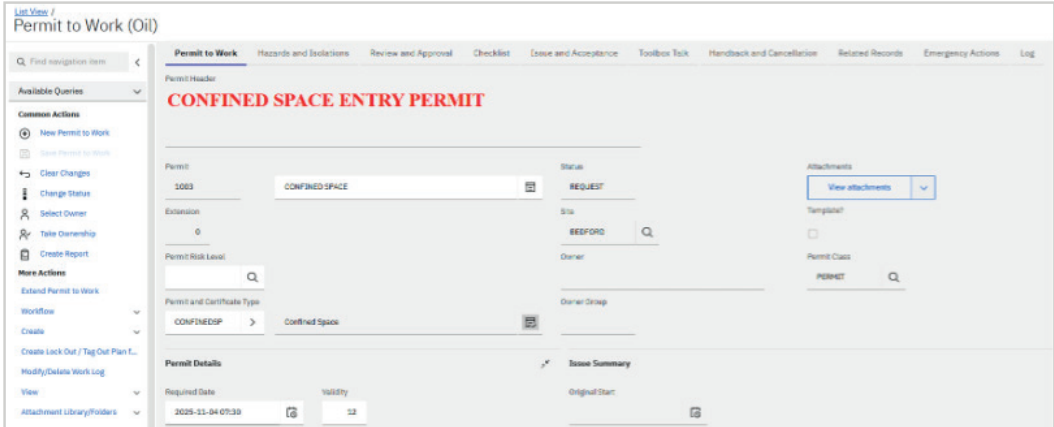 List View /
Permit to Work (Oil)
Find navigation item
Available Queries
Common Actions
New Permit to Work
Save Permit to Work
Clear Changes
Change Status
Select Owner
Take Ownership
Create Report
More Actions
Extend Permit to Work
Workflow
Create
Create Lock Out / Tag Out Plan f...
Modify/Delete Work Log
View
Attachment Library/Folders
Permit to Work Hazards and Isolations Review and Approval Checklist Issue and Acceptance Toolbox Talk Handback and Cancellation Related Records Emergency Actions Log
Permit Header
CONFINED SPACE ENTRY PERMIT
Permit Status Attachments
1083 CONFINED SPACE REQUEST View attachments
Extension Site Template?
0 BEDFORD
Permit Risk Level Owner Permit Class
PERMIT
Permit and Certificate Type Owner Group
CONFINEDSP Confined Space
Permit Details Issue Summary
Required Date Validity Original Start
2025-11-04 07:30 12